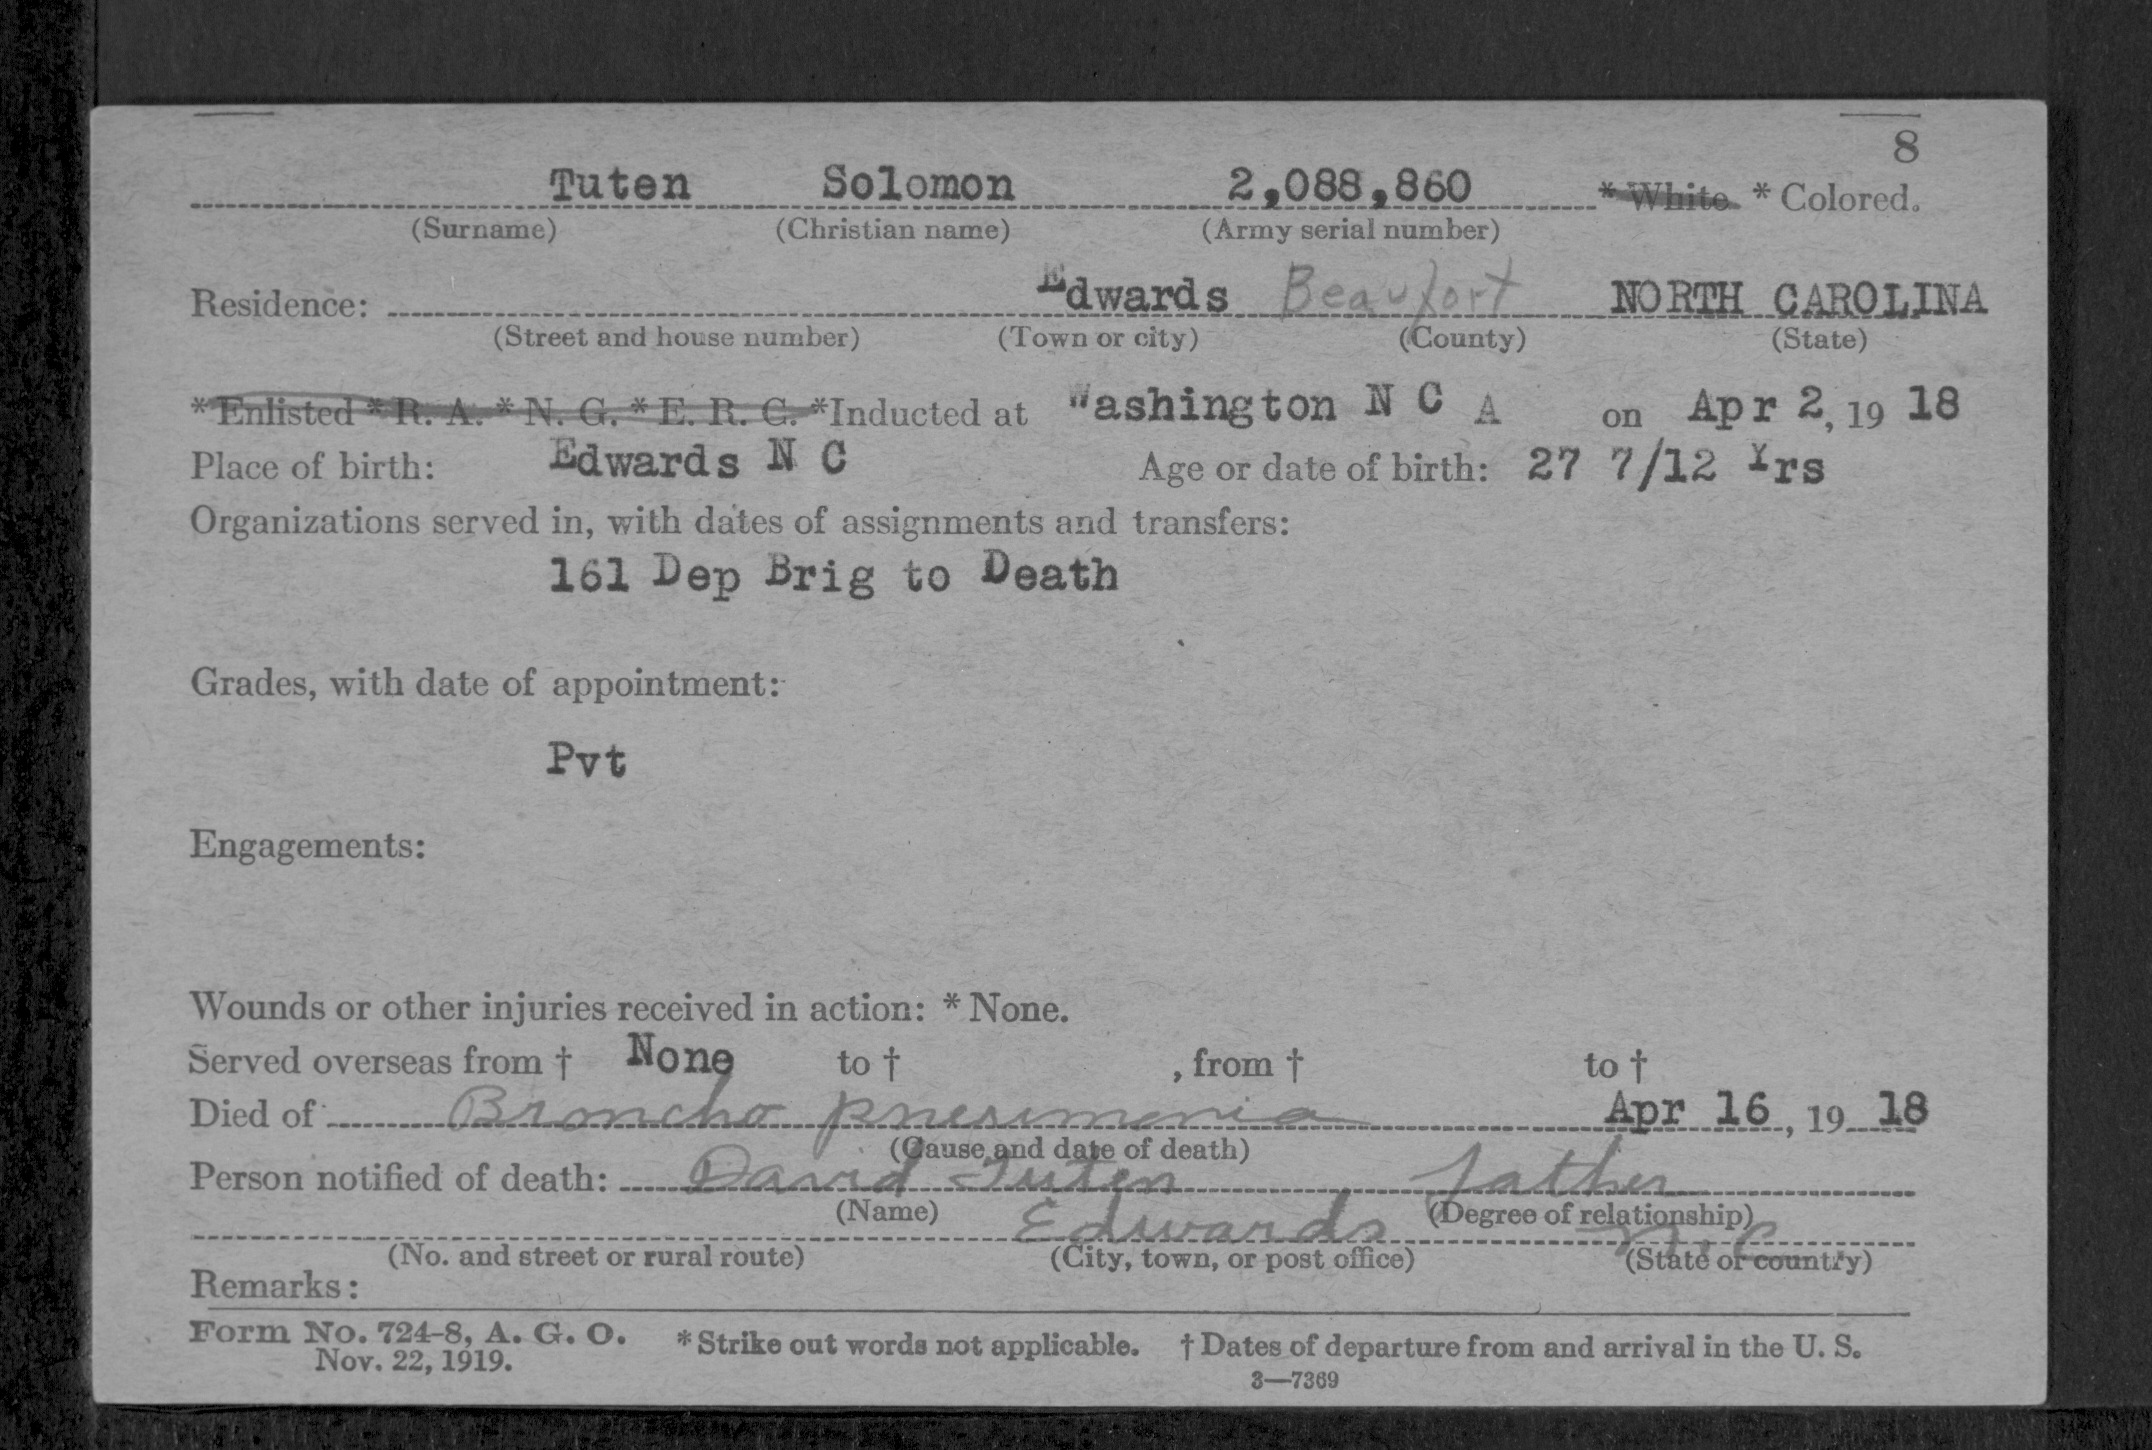 8
Tuten Solomon 2,088,860 * White. * Colored.
(Surname) (Christian name) (Army serial number)
Residence: Edwards Beaufort NORTH CAROLINA
(Street and house number) (Town or city) (County) (State)
* Enlisted * R. A. * N. G. * E. R. C. * Inducted at Washington N C A on Apr 2, 19 18
Place of birth: Edwards N C Age or date of birth: 27 7/12 Yrs
Organizations served in, with dates of assignments and transfers:
161 Dep Brig to Death
Grades, with date of appointment:
Pvt
Engagements:
Wounds or other injuries received in action: * None.
Served overseas from † None to † , from † to †
Died of Broncho pneumonia Apr 16, 19 18
(Cause and date of death)
Person notified of death: David Tuten father
(Name) (Degree of relationship)
Edwards N.C.
(No. and street or rural route) (City, town, or post office) (State or country)
Remarks:
Form No. 724-8, A. G. O. * Strike out words not applicable. † Dates of departure from and arrival in the U. S.
Nov. 22, 1919.
3—7369